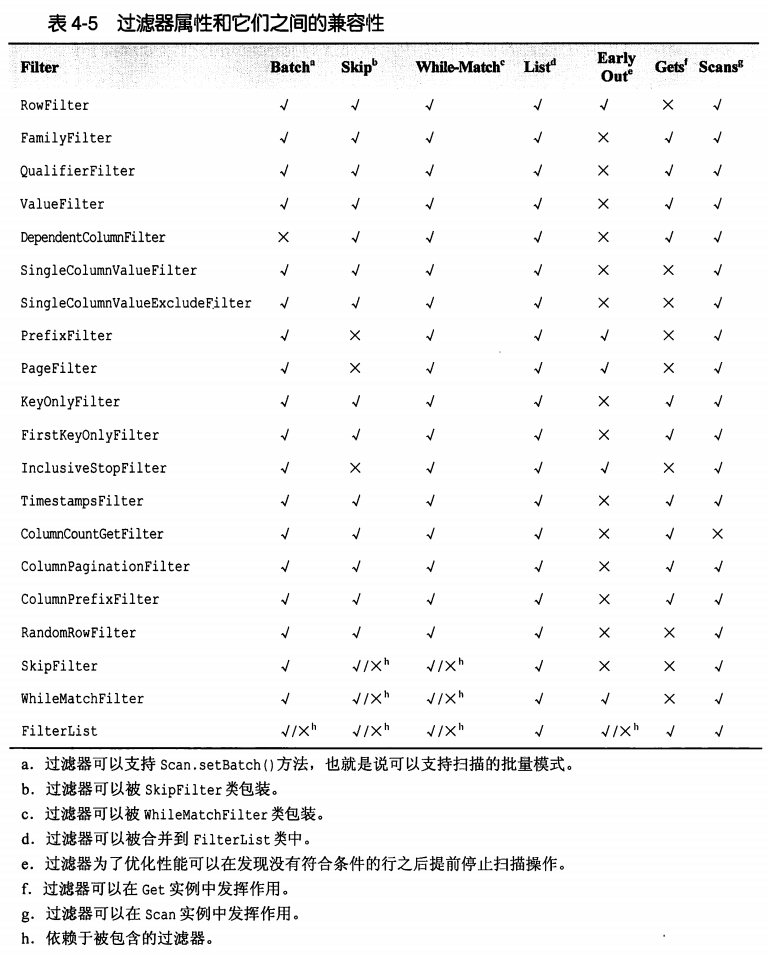 表 4-5 过滤器属性和它们之间的兼容性
Filter Batchᵃ Skipᵇ While-Matchᶜ Listᵈ Early Outᵉ Getsᶠ Scansᵍ
RowFilter √ √ √ √ √ × √
FamilyFilter √ √ √ √ × √ √
QualifierFilter √ √ √ √ × √ √
ValueFilter √ √ √ √ × √ √
DependentColumnFilter × √ √ √ × √ √
SingleColumnValueFilter √ √ √ √ × × √
SingleColumnValueExcludeFilter √ √ √ √ × × √
PrefixFilter √ × √ √ √ × √
PageFilter √ × √ √ √ × √
KeyOnlyFilter √ √ √ √ × √ √
FirstKeyOnlyFilter √ √ √ √ × √ √
InclusiveStopFilter √ × √ √ √ × √
TimestampsFilter √ √ √ √ × √ √
ColumnCountGetFilter √ √ √ √ × √ ×
ColumnPaginationFilter √ √ √ √ × √ √
ColumnPrefixFilter √ √ √ √ × √ √
RandomRowFilter √ √ √ √ × × √
SkipFilter √ √/×ʰ √/×ʰ √ × × √
WhileMatchFilter √ √/×ʰ √/×ʰ √ √ × √
FilterList √/×ʰ √/×ʰ √/×ʰ √ √/×ʰ √ √
a. 过滤器可以支持 Scan.setBatch()方法，也就是说可以支持扫描的批量模式。
b. 过滤器可以被 SkipFilter 类包装。
c. 过滤器可以被 WhileMatchFilter 类包装。
d. 过滤器可以被合并到 FilterList 类中。
e. 过滤器为了优化性能可以在发现没有符合条件的行之后提前停止扫描操作。
f. 过滤器可以在 Get 实例中发挥作用。
g. 过滤器可以在 Scan 实例中发挥作用。
h. 依赖于被包含的过滤器。